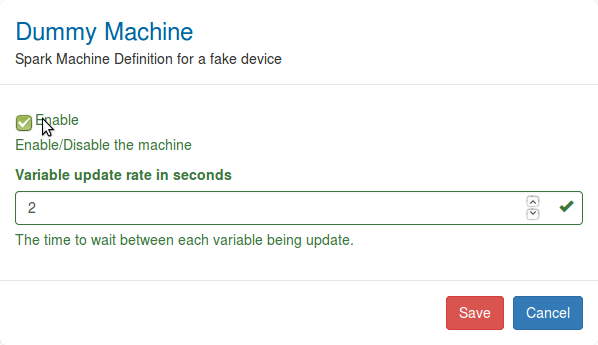 Dummy Machine
Spark Machine Definition for a fake device
Enable
Enable/Disable the machine
Variable update rate in seconds
2
The time to wait between each variable being update.
Save Cancel